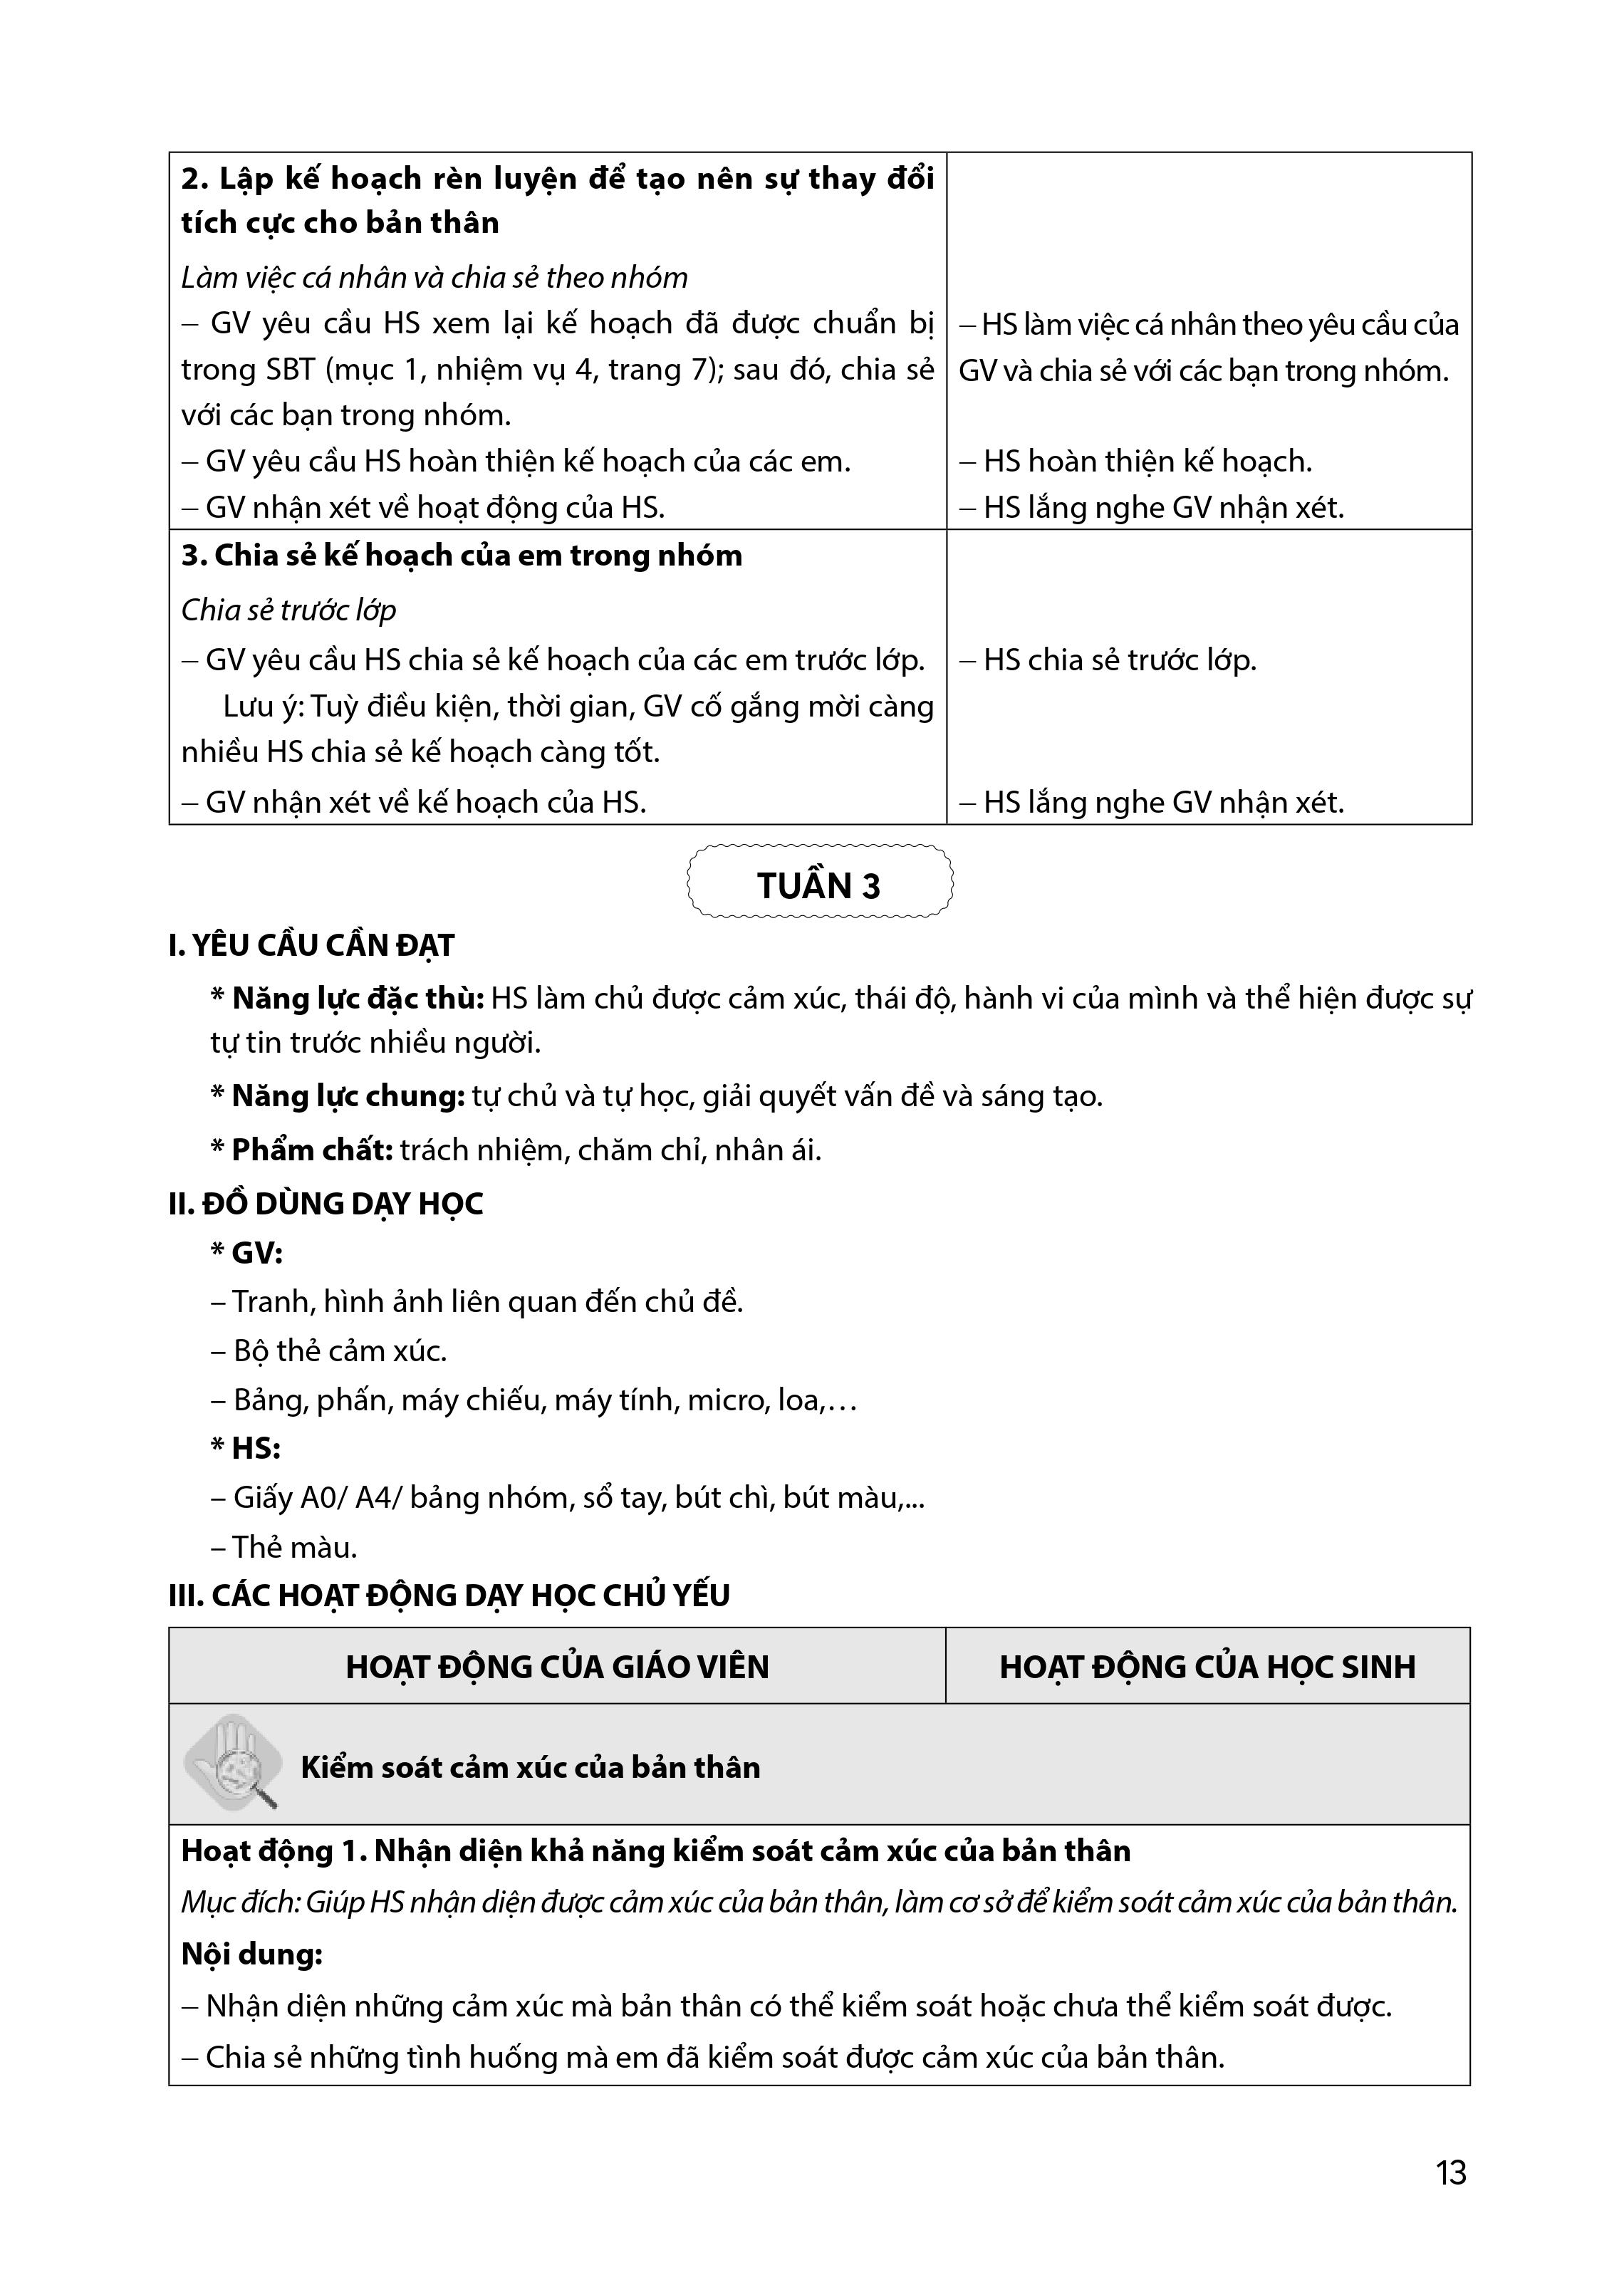 2. Lập kế hoạch rèn luyện để tạo nên sự thay đổi
tích cực cho bản thân
Làm việc cá nhân và chia sẻ theo nhóm
– GV yêu cầu HS xem lại kế hoạch đã được chuẩn bị
trong SBT (mục 1, nhiệm vụ 4, trang 7); sau đó, chia sẻ
với các bạn trong nhóm.
– GV yêu cầu HS hoàn thiện kế hoạch của các em.
– GV nhận xét về hoạt động của HS.
– HS làm việc cá nhân theo yêu cầu của
GV và chia sẻ với các bạn trong nhóm.
– HS hoàn thiện kế hoạch.
– HS lắng nghe GV nhận xét.
3. Chia sẻ kế hoạch của em trong nhóm
Chia sẻ trước lớp
– GV yêu cầu HS chia sẻ kế hoạch của các em trước lớp.
Lưu ý: Tuỳ điều kiện, thời gian, GV cố gắng mời càng
nhiều HS chia sẻ kế hoạch càng tốt.
– GV nhận xét về kế hoạch của HS.
– HS chia sẻ trước lớp.
– HS lắng nghe GV nhận xét.
TUẦN 3
I. YÊU CẦU CẦN ĐẠT
* Năng lực đặc thù: HS làm chủ được cảm xúc, thái độ, hành vi của mình và thể hiện được sự
tự tin trước nhiều người.
* Năng lực chung: tự chủ và tự học, giải quyết vấn đề và sáng tạo.
* Phẩm chất: trách nhiệm, chăm chỉ, nhân ái.
II. ĐỒ DÙNG DẠY HỌC
* GV:
– Tranh, hình ảnh liên quan đến chủ đề.
– Bộ thẻ cảm xúc.
– Bảng, phấn, máy chiếu, máy tính, micro, loa,…
* HS:
– Giấy A0/ A4/ bảng nhóm, sổ tay, bút chì, bút màu,...
– Thẻ màu.
III. CÁC HOẠT ĐỘNG DẠY HỌC CHỦ YẾU
HOẠT ĐỘNG CỦA GIÁO VIÊN
HOẠT ĐỘNG CỦA HỌC SINH
Kiểm soát cảm xúc của bản thân
Hoạt động 1. Nhận diện khả năng kiểm soát cảm xúc của bản thân
Mục đích: Giúp HS nhận diện được cảm xúc của bản thân, làm cơ sở để kiểm soát cảm xúc của bản thân.
Nội dung:
– Nhận diện những cảm xúc mà bản thân có thể kiểm soát hoặc chưa thể kiểm soát được.
– Chia sẻ những tình huống mà em đã kiểm soát được cảm xúc của bản thân.
13